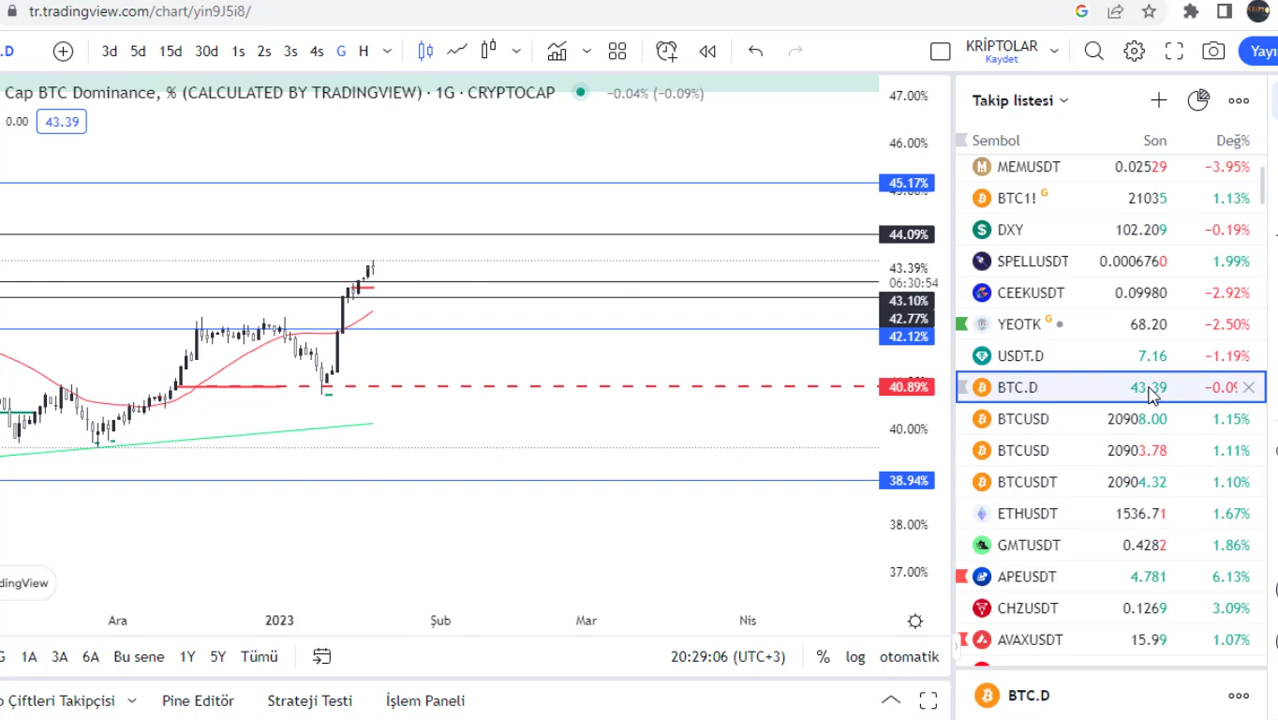 tr.tradingview.com/chart/yin9J5i8/
.D 3d 5d 15d 30d 1s 2s 3s 4s G H KRİPTOLAR Kaydet Yayı
Cap BTC Dominance, % (CALCULATED BY TRADINGVIEW) · 1G · CRYPTOCAP −0.04% (−0.09%)
0.00 43.39
47.00%
46.00%
45.17%
44.09%
43.39%
06:30:54
43.10%
42.77%
42.12%
40.89%
40.00%
38.94%
38.00%
37.00%
Takip listesi
Sembol Son Değ%
MEMUSDT 0.02529 −3.95%
BTC1! G 21035 1.13%
DXY 102.209 −0.19%
SPELLUSDT 0.0006760 1.99%
CEEKUSDT 0.09980 −2.92%
YEOTK G 68.20 −2.50%
USDT.D 7.16 −1.19%
BTC.D 43.39 −0.09
BTCUSD 20908.00 1.15%
BTCUSD 20903.78 1.11%
BTCUSDT 20904.32 1.10%
ETHUSDT 1536.71 1.67%
GMTUSDT 0.4282 1.86%
APEUSDT 4.781 6.13%
CHZUSDT 0.1269 3.09%
AVAXUSDT 15.99 1.07%
BTC.D
dingView
Ara 2023 Şub Mar Nis
G 1A 3A 6A Bu sene 1Y 5Y Tümü 20:29:06 (UTC+3) % log otomatik
o Çiftleri Takipçisi Pine Editör Strateji Testi İşlem Paneli